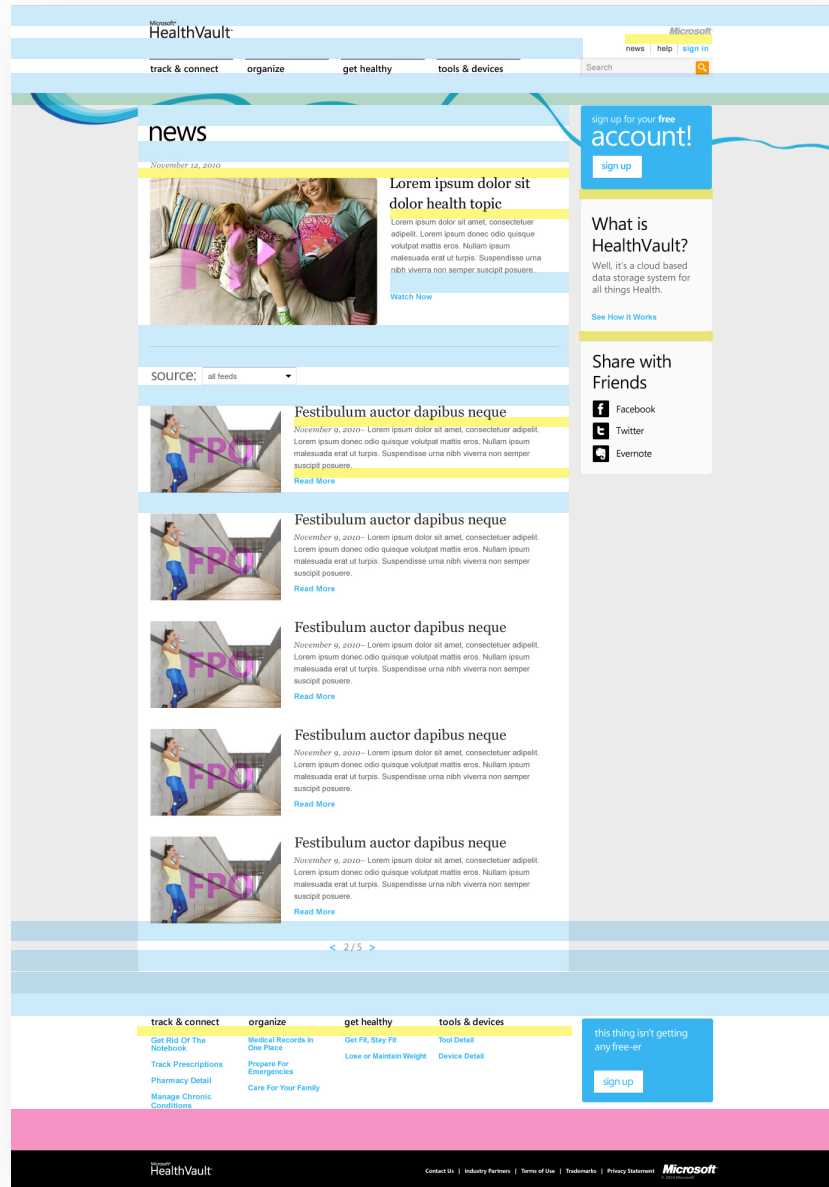 Microsoft®
HealthVault
Microsoft
news | help | sign in
track & connect organize get healthy tools & devices
Search
news
November 12, 2010
Lorem ipsum dolor sit
dolor health topic
Lorem ipsum dolor sit amet, consectetuer
adipelit. Lorem ipsum donec odio quisque
volutpat mattis eros. Nullam ipsum
malesuada erat ut turpis. Suspendisse urna
nibh viverra non semper suscipit posuere.
Watch Now
source: all feeds
FPO
Festibulum auctor dapibus neque
November 9, 2010– Lorem ipsum dolor sit amet, consectetuer adipelit.
Lorem ipsum donec odio quisque volutpat mattis eros. Nullam ipsum
malesuada erat ut turpis. Suspendisse urna nibh viverra non semper
suscipit posuere.
Read More
FPO
Festibulum auctor dapibus neque
November 9, 2010– Lorem ipsum dolor sit amet, consectetuer adipelit.
Lorem ipsum donec odio quisque volutpat mattis eros. Nullam ipsum
malesuada erat ut turpis. Suspendisse urna nibh viverra non semper
suscipit posuere.
Read More
FPO
Festibulum auctor dapibus neque
November 9, 2010– Lorem ipsum dolor sit amet, consectetuer adipelit.
Lorem ipsum donec odio quisque volutpat mattis eros. Nullam ipsum
malesuada erat ut turpis. Suspendisse urna nibh viverra non semper
suscipit posuere.
Read More
FPO
Festibulum auctor dapibus neque
November 9, 2010– Lorem ipsum dolor sit amet, consectetuer adipelit.
Lorem ipsum donec odio quisque volutpat mattis eros. Nullam ipsum
malesuada erat ut turpis. Suspendisse urna nibh viverra non semper
suscipit posuere.
Read More
FPO
Festibulum auctor dapibus neque
November 9, 2010– Lorem ipsum dolor sit amet, consectetuer adipelit.
Lorem ipsum donec odio quisque volutpat mattis eros. Nullam ipsum
malesuada erat ut turpis. Suspendisse urna nibh viverra non semper
suscipit posuere.
Read More
< 2 / 5 >
sign up for your free
account!
sign up
What is
HealthVault?
Well, it's a cloud based
data storage system for
all things Health.
See How It Works
Share with
Friends
Facebook
Twitter
Evernote
track & connect
Get Rid Of The
Notebook
Track Prescriptions
Pharmacy Detail
Manage Chronic
Conditions
organize
Medical Records In
One Place
Prepare For
Emergencies
Care For Your Family
get healthy
Get Fit, Stay Fit
Lose or Maintain Weight
tools & devices
Tool Detail
Device Detail
this thing isn't getting
any free-er
sign up
Microsoft®
HealthVault
Contact Us | Industry Partners | Terms of Use | Trademarks | Privacy Statement
Microsoft
© 2010 Microsoft